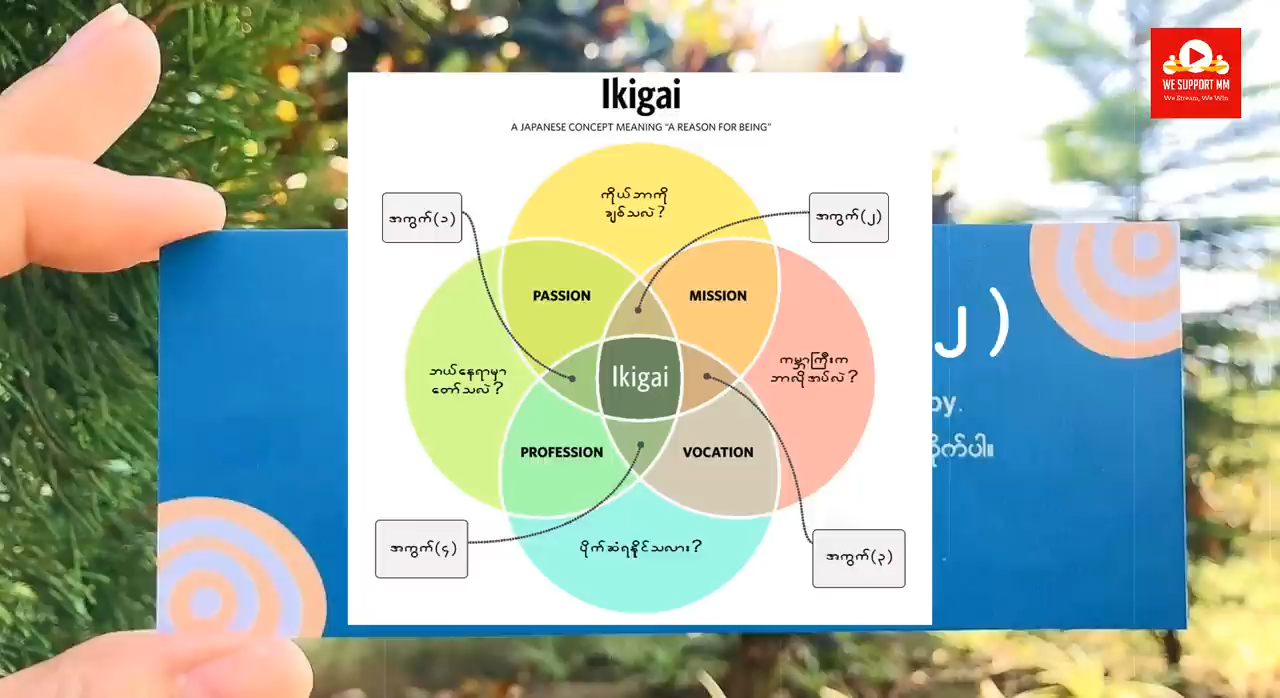 Ikigai
A JAPANESE CONCEPT MEANING "A REASON FOR BEING"
WE SUPPORT MM
We Stream, We Win
ကိုယ်ဘာကို
ချစ်သလဲ ?
အကွက်(၁)
အကွက်(၂)
PASSION
MISSION
ဘယ်နေရာမှာ
တော်သလဲ ?
Ikigai
ကမ္ဘာကြီးက
ဘာလိုအပ်လဲ ?
၂)
by.
PROFESSION
VOCATION
အကွက်(၄)
ပိုက်ဆံရနိုင်သလား ?
အကွက်(၃)